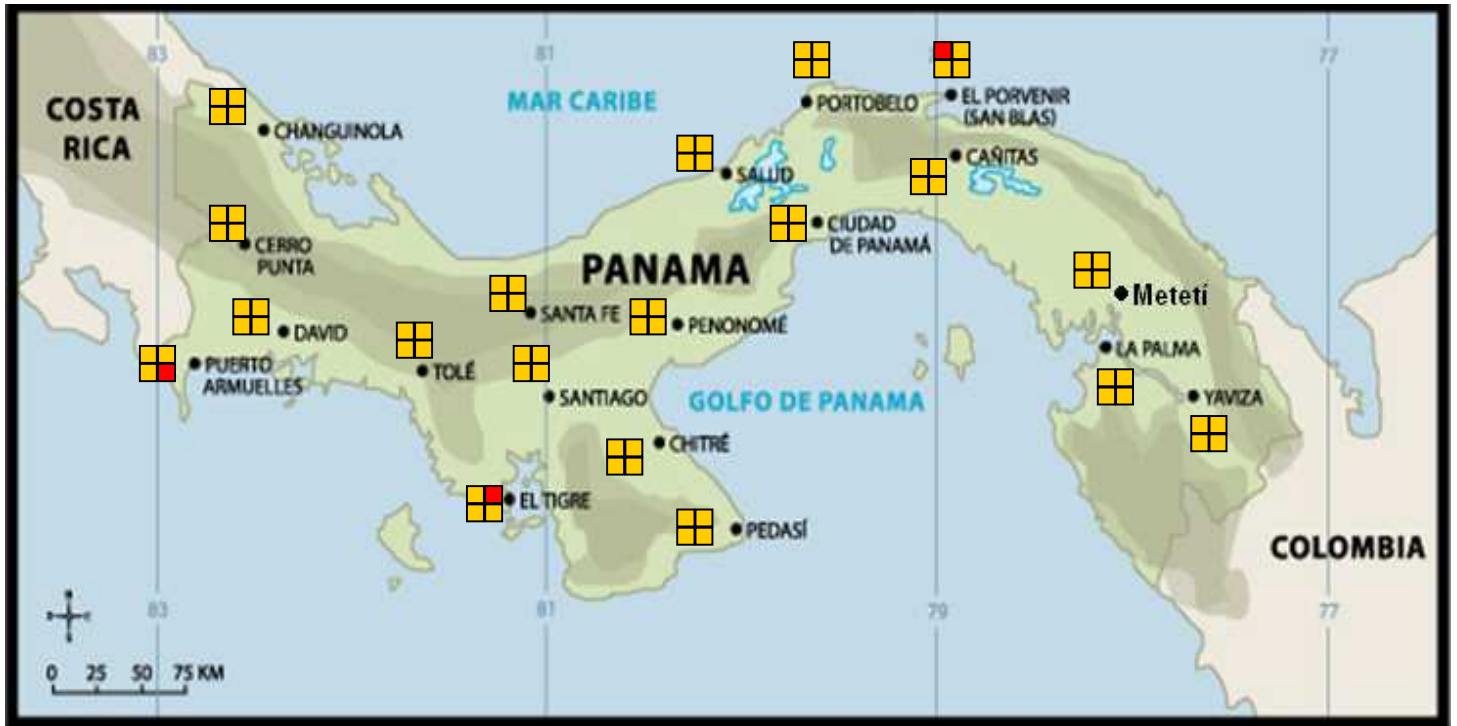 83
81
77
COSTA
RICA
MAR CARIBE
CHANGUINOLA
PORTOBELO
EL PORVENIR
(SAN BLAS)
CAÑITAS
SALUD
CERRO
PUNTA
CIUDAD
DE PANAMÁ
PANAMA
Metetí
SANTA FE
PENONOMÉ
DAVID
LA PALMA
PUERTO
ARMUELLES
TOLÉ
SANTIAGO
GOLFO DE PANAMA
YAVIZA
CHITRÉ
EL TIGRE
PEDASÍ
COLOMBIA
83
81
79
77
0 25 50 75 KM